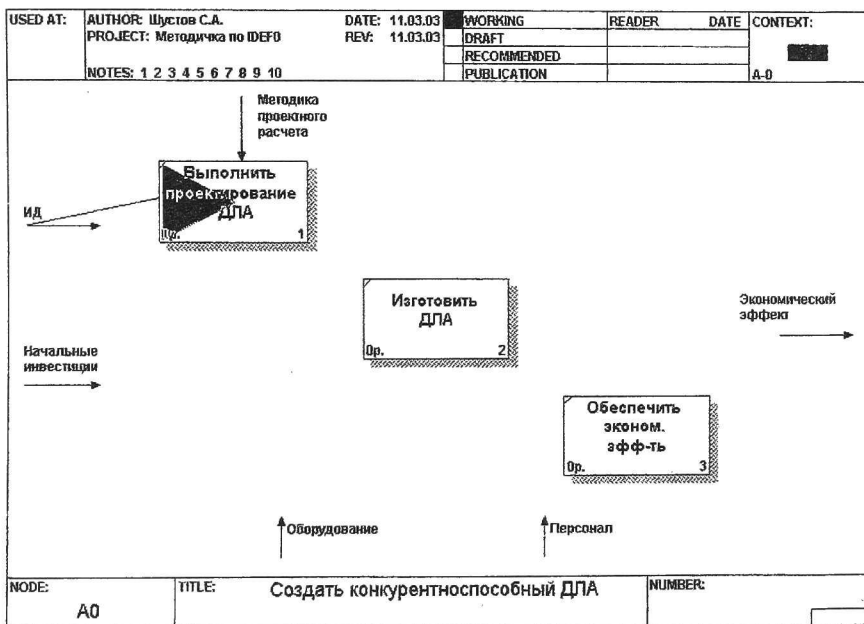 USED AT:
AUTHOR: Шустов С.А.
DATE: 11.03.03
PROJECT: Методичка по IDEF0
REV: 11.03.03
NOTES: 1 2 3 4 5 6 7 8 9 10
WORKING
DRAFT
RECOMMENDED
PUBLICATION
READER DATE
CONTEXT:
A-0
Методика
проектного
расчета
Выполнить
проектирование
ДЛА
0р. 1
ИД
Изготовить
ДЛА
0р. 2
Экономический
эффект
Начальные
инвестиции
Обеспечить
эконом.
эфф-ть
0р. 3
Оборудование
Персонал
NODE:
A0
TITLE:
Создать конкурентноспособный ДЛА
NUMBER: